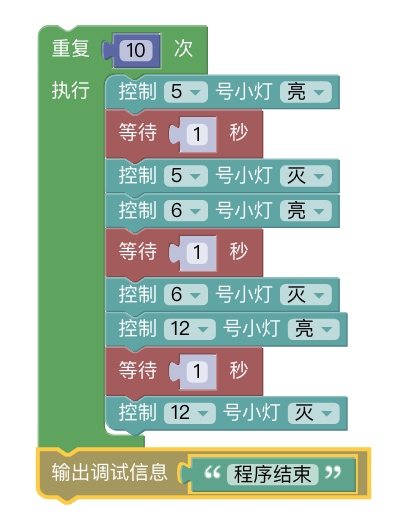 重复 10 次
执行 控制 5 号小灯 亮
等待 1 秒
控制 5 号小灯 灭
控制 6 号小灯 亮
等待 1 秒
控制 6 号小灯 灭
控制 12 号小灯 亮
等待 1 秒
控制 12 号小灯 灭
输出调试信息 “ 程序结束 ”